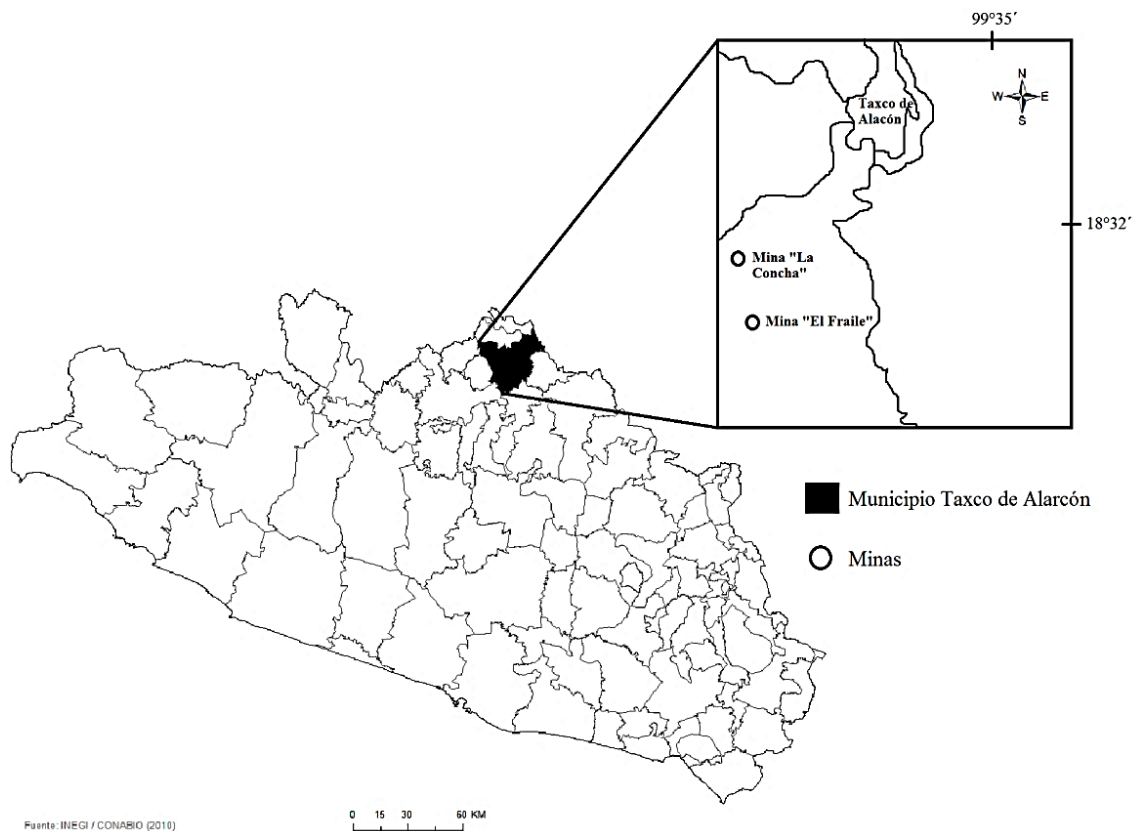 99°35´
N
W E
S
Taxco de
Alacón
18°32´
Mina "La
Concha"
Mina "El Fraile"
Municipio Taxco de Alarcón
Minas
0 15 30 60 KM
Fuente: INEGI / CONABIO (2010)